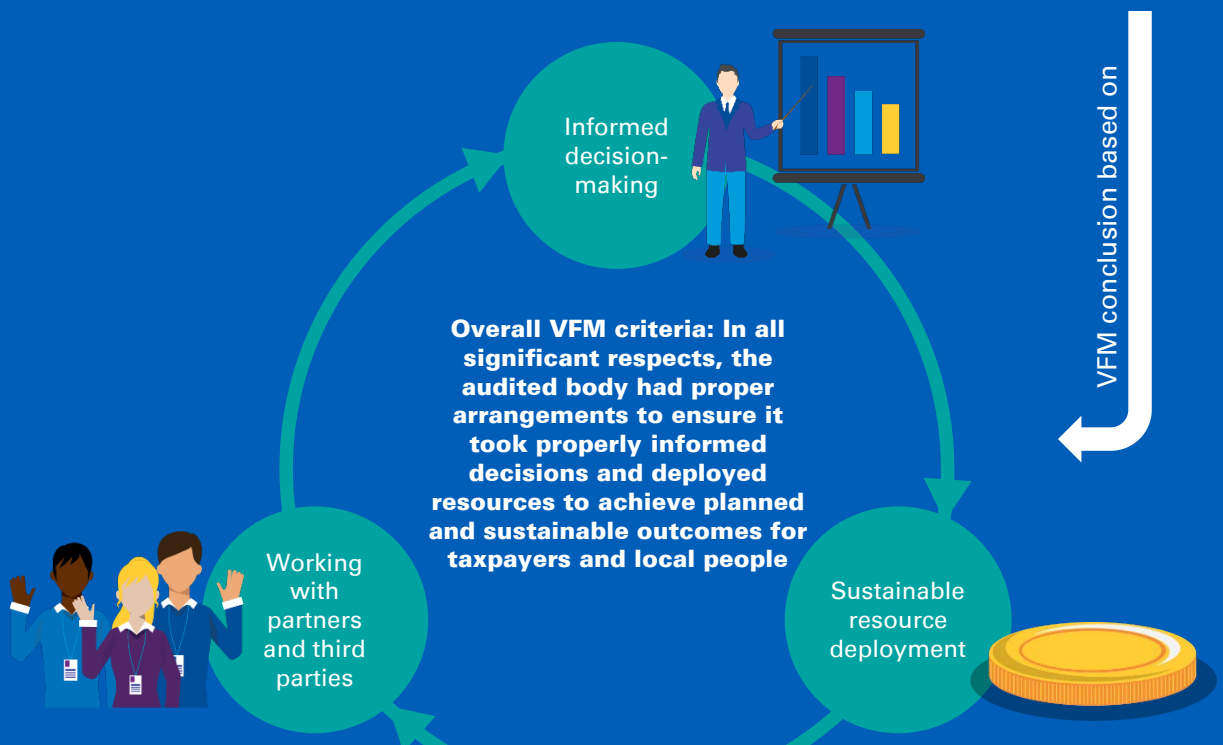 Informed
decision-
making
VFM conclusion based on
Overall VFM criteria: In all
significant respects, the
audited body had proper
arrangements to ensure it
took properly informed
decisions and deployed
resources to achieve planned
and sustainable outcomes for
taxpayers and local people
Working
with
partners
and third
parties
Sustainable
resource
deployment